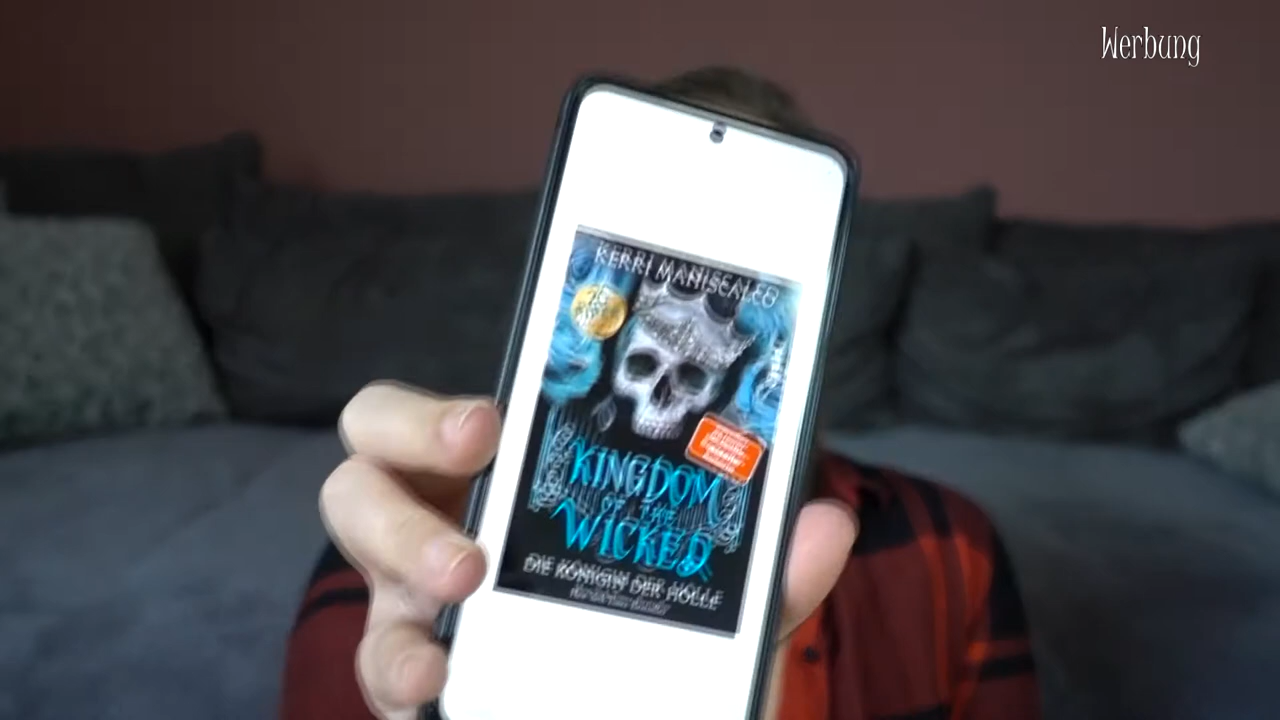 Werbung
KERRI MANISCALCO
KINGDOM
OF THE
WICKED
DIE KÖNIGIN DER HÖLLE